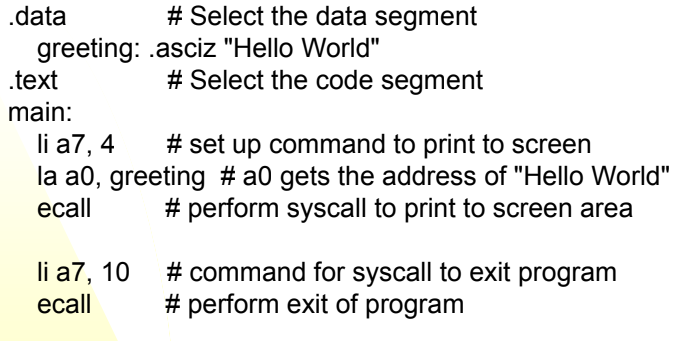 .data # Select the data segment
greeting: .asciz "Hello World"
.text # Select the code segment
main:
li a7, 4 # set up command to print to screen
la a0, greeting # a0 gets the address of "Hello World"
ecall # perform syscall to print to screen area
li a7, 10 # command for syscall to exit program
ecall # perform exit of program